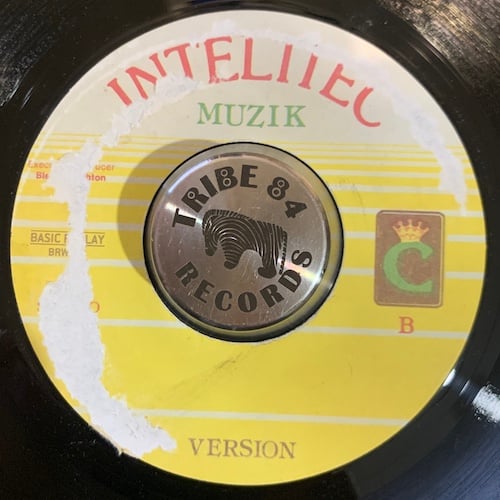 INTELITEC
MUZIK
TRIBE 84
RECORDS
BASIC
C
B
VERSION